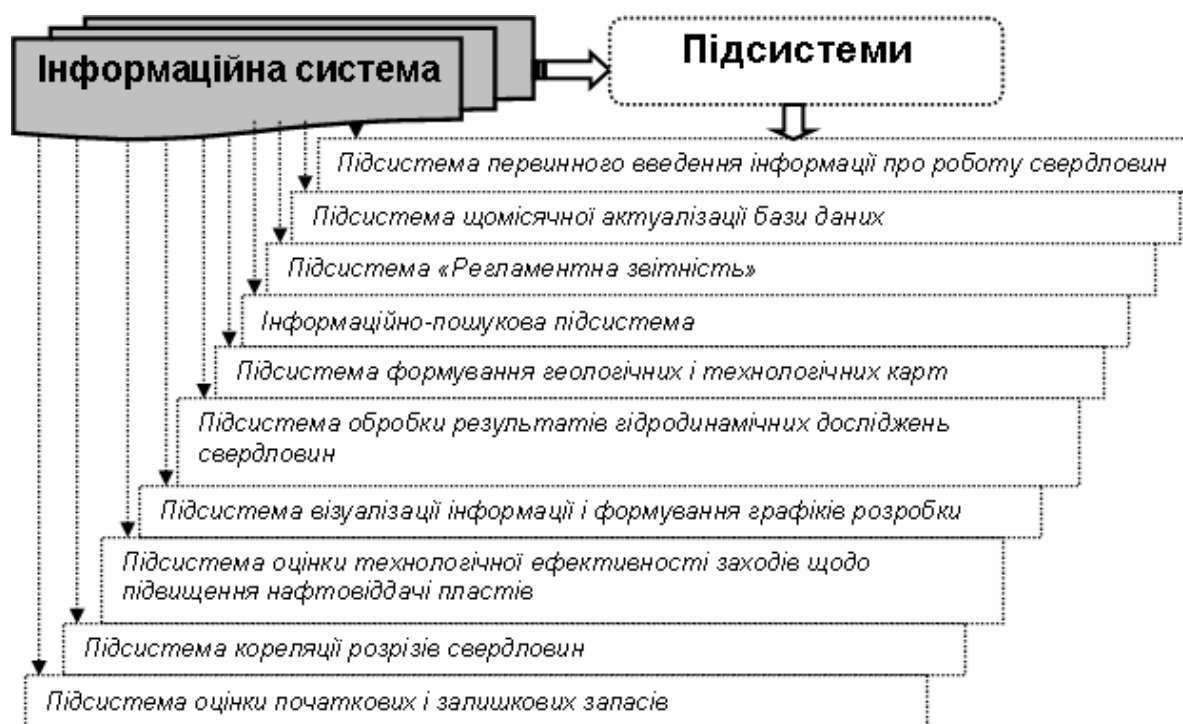 Інформаційна система
Підсистеми
Підсистема первинного введення інформації про роботу свердловин
Підсистема щомісячної актуалізації бази даних
Підсистема «Регламентна звітність»
Інформаційно-пошукова підсистема
Підсистема формування геологічних і технологічних карт
Підсистема обробки результатів гідродинамічних досліджень
свердловин
Підсистема візуалізації інформації і формування графіків розробки
Підсистема оцінки технологічної ефективності заходів щодо
підвищення нафтовіддачі пластів
Підсистема кореляції розрізів свердловин
Підсистема оцінки початкових і залишкових запасів